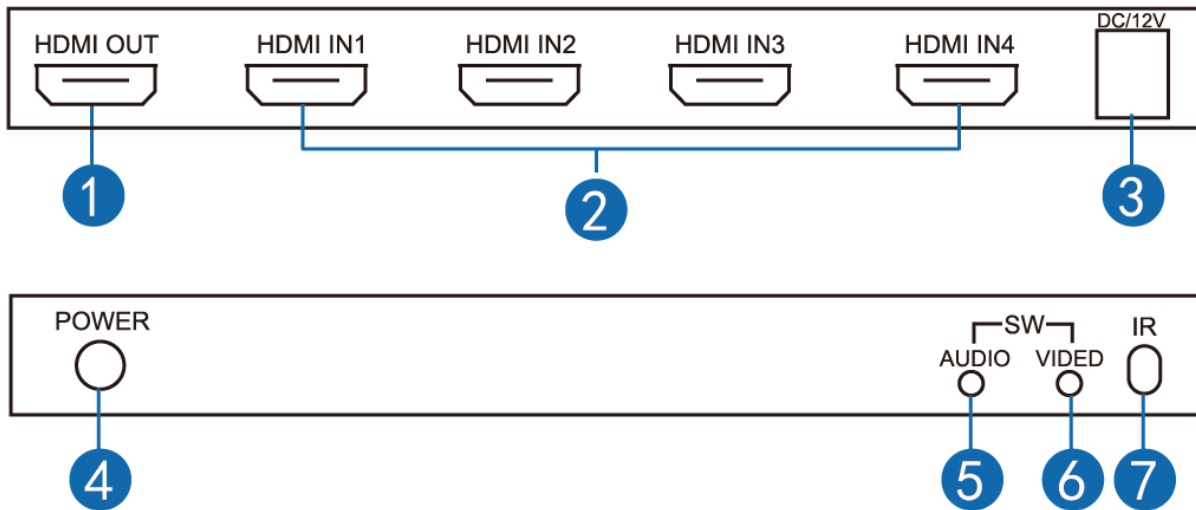 DC/12V
HDMI OUT HDMI IN1 HDMI IN2 HDMI IN3 HDMI IN4
1 2 3
POWER SW IR
AUDIO VIDED
4 5 6 7